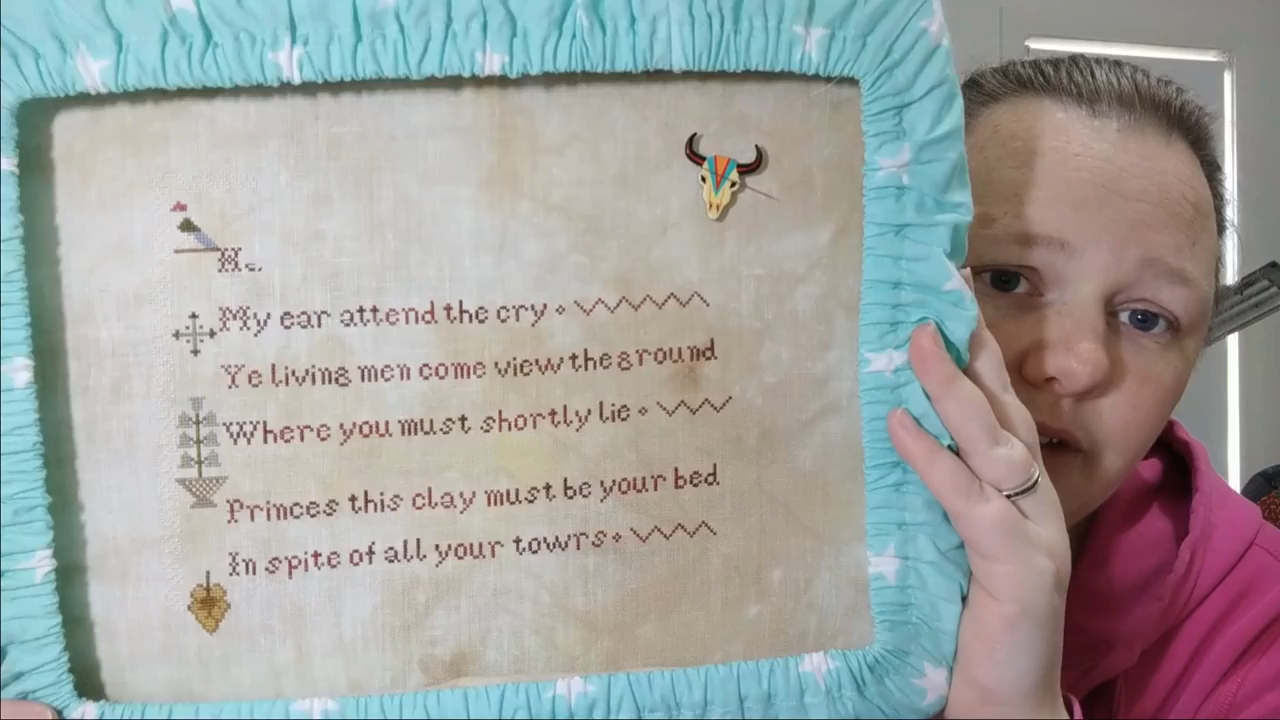 My ear attend the cry
Ye living men come view the ground
Where you must shortly lie
Princes this clay must be your bed
In spite of all your towrs